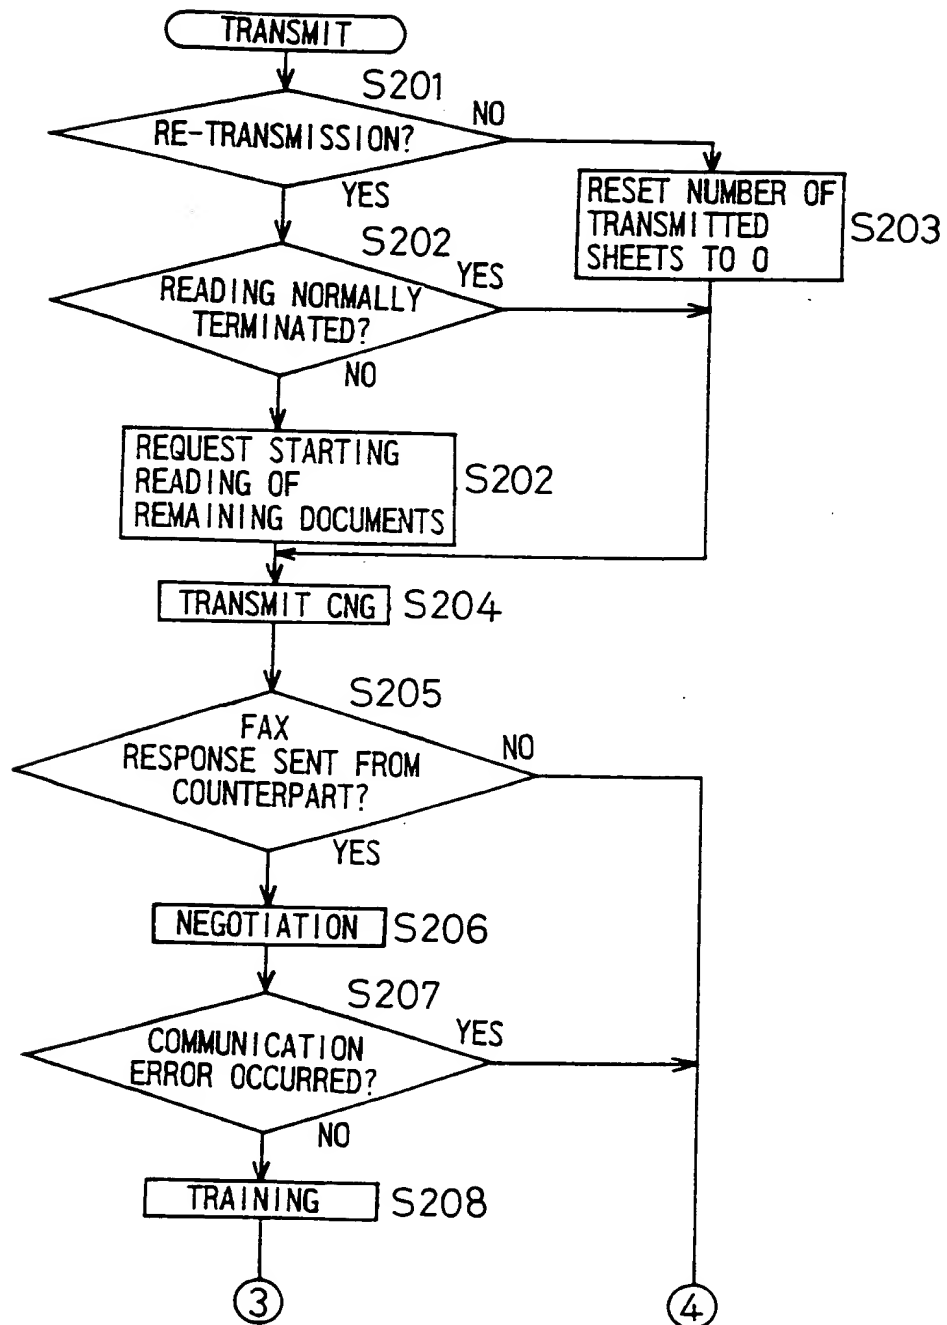 TRANSMIT
S201
RE-TRANSMISSION?
NO
YES
RESET NUMBER OF
TRANSMITTED
SHEETS TO 0
S203
S202
READING NORMALLY
TERMINATED?
YES
NO
REQUEST STARTING
READING OF
REMAINING DOCUMENTS
S202
TRANSMIT CNG
S204
S205
FAX
RESPONSE SENT FROM
COUNTERPART?
NO
YES
NEGOTIATION
S206
S207
COMMUNICATION
ERROR OCCURRED?
YES
NO
TRAINING
S208
3
4